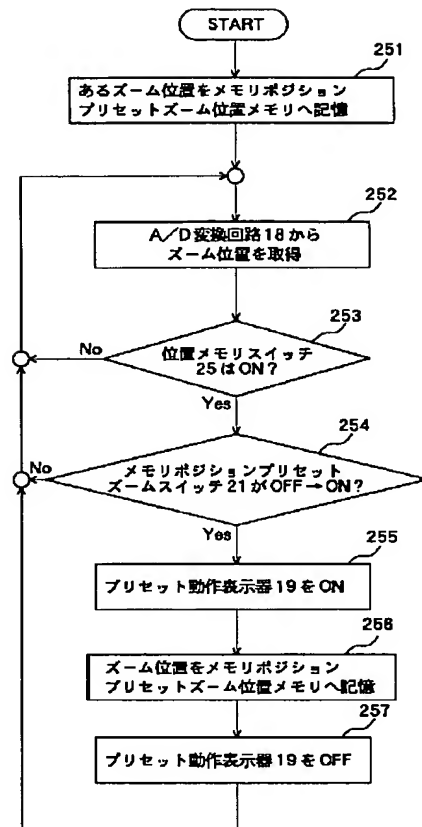 START
251
あるズーム位置をメモリポジション
プリセットズーム位置メモリへ記憶
252
A/D変換回路18から
ズーム位置を取得
253
No
位置メモリスイッチ
25はON?
Yes
254
No
メモリポジションプリセット
ズームスイッチ21がOFF→ON?
Yes
255
プリセット動作表示器19をON
256
ズーム位置をメモリポジション
プリセットズーム位置メモリへ記憶
257
プリセット動作表示器19をOFF